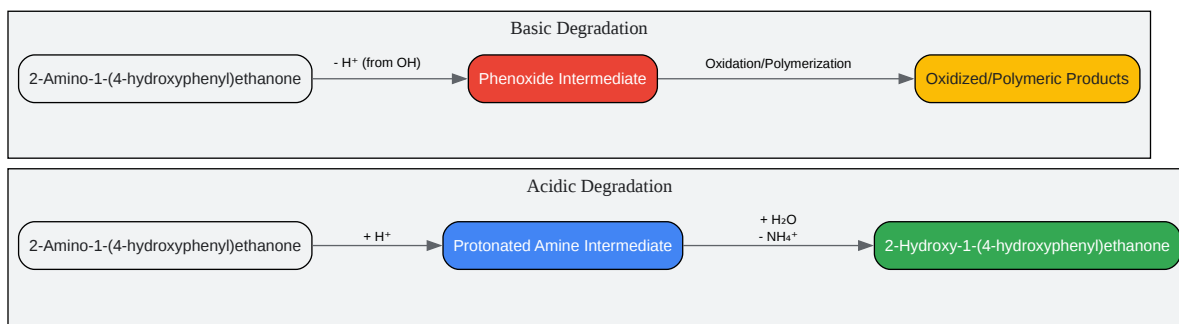 Basic Degradation
2-Amino-1-(4-hydroxyphenyl)ethanone
- H⁺ (from OH)
Phenoxide Intermediate
Oxidation/Polymerization
Oxidized/Polymeric Products
Acidic Degradation
2-Amino-1-(4-hydroxyphenyl)ethanone
+ H⁺
Protonated Amine Intermediate
+ H₂O
- NH₄⁺
2-Hydroxy-1-(4-hydroxyphenyl)ethanone